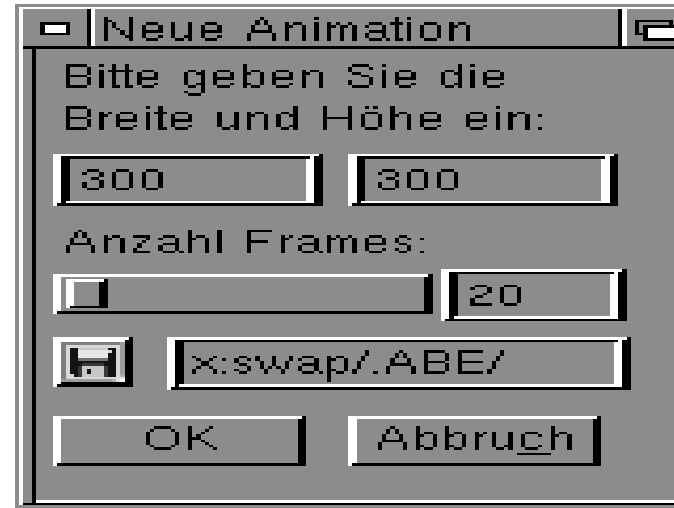 Neue Animation
Bitte geben Sie die
Breite und Höhe ein:
300 300
Anzahl Frames:
20
x:swap/.ABE/
OK Abbruch